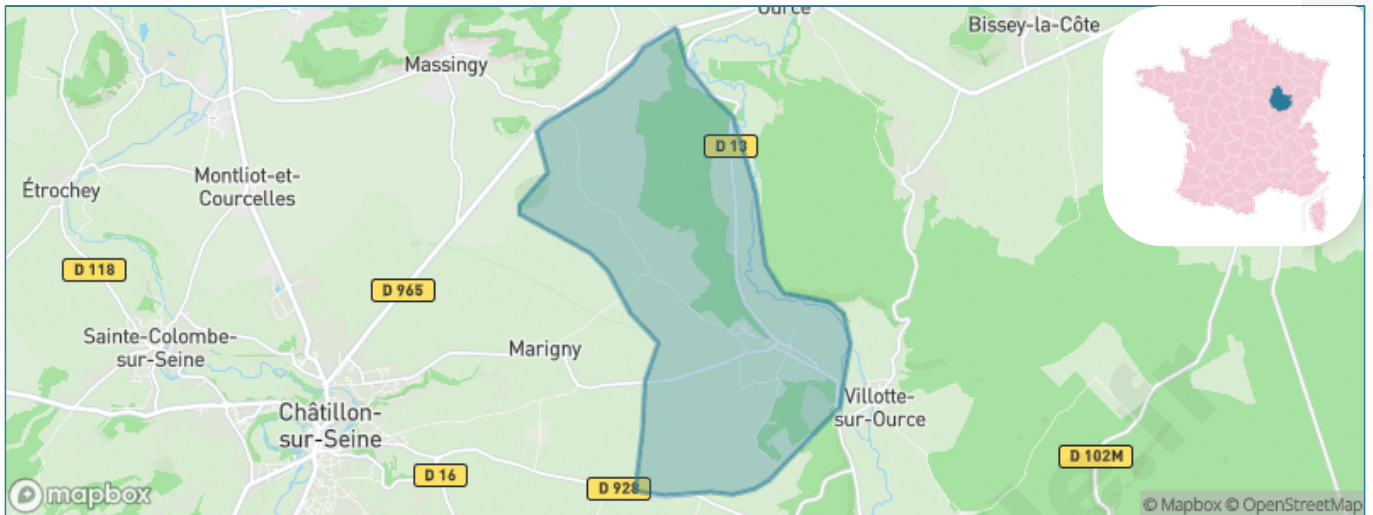 Ource
Bissey-la-Côte
Massingy
D 13
Étrochey
Montliot-et-
Courcelles
D 118
D 965
Sainte-Colombe-
sur-Seine
Marigny
Châtillon-
sur-Seine
Villotte-
sur-Ource
D 16
D 928
D 102M
mapbox
© Mapbox © OpenStreetMap